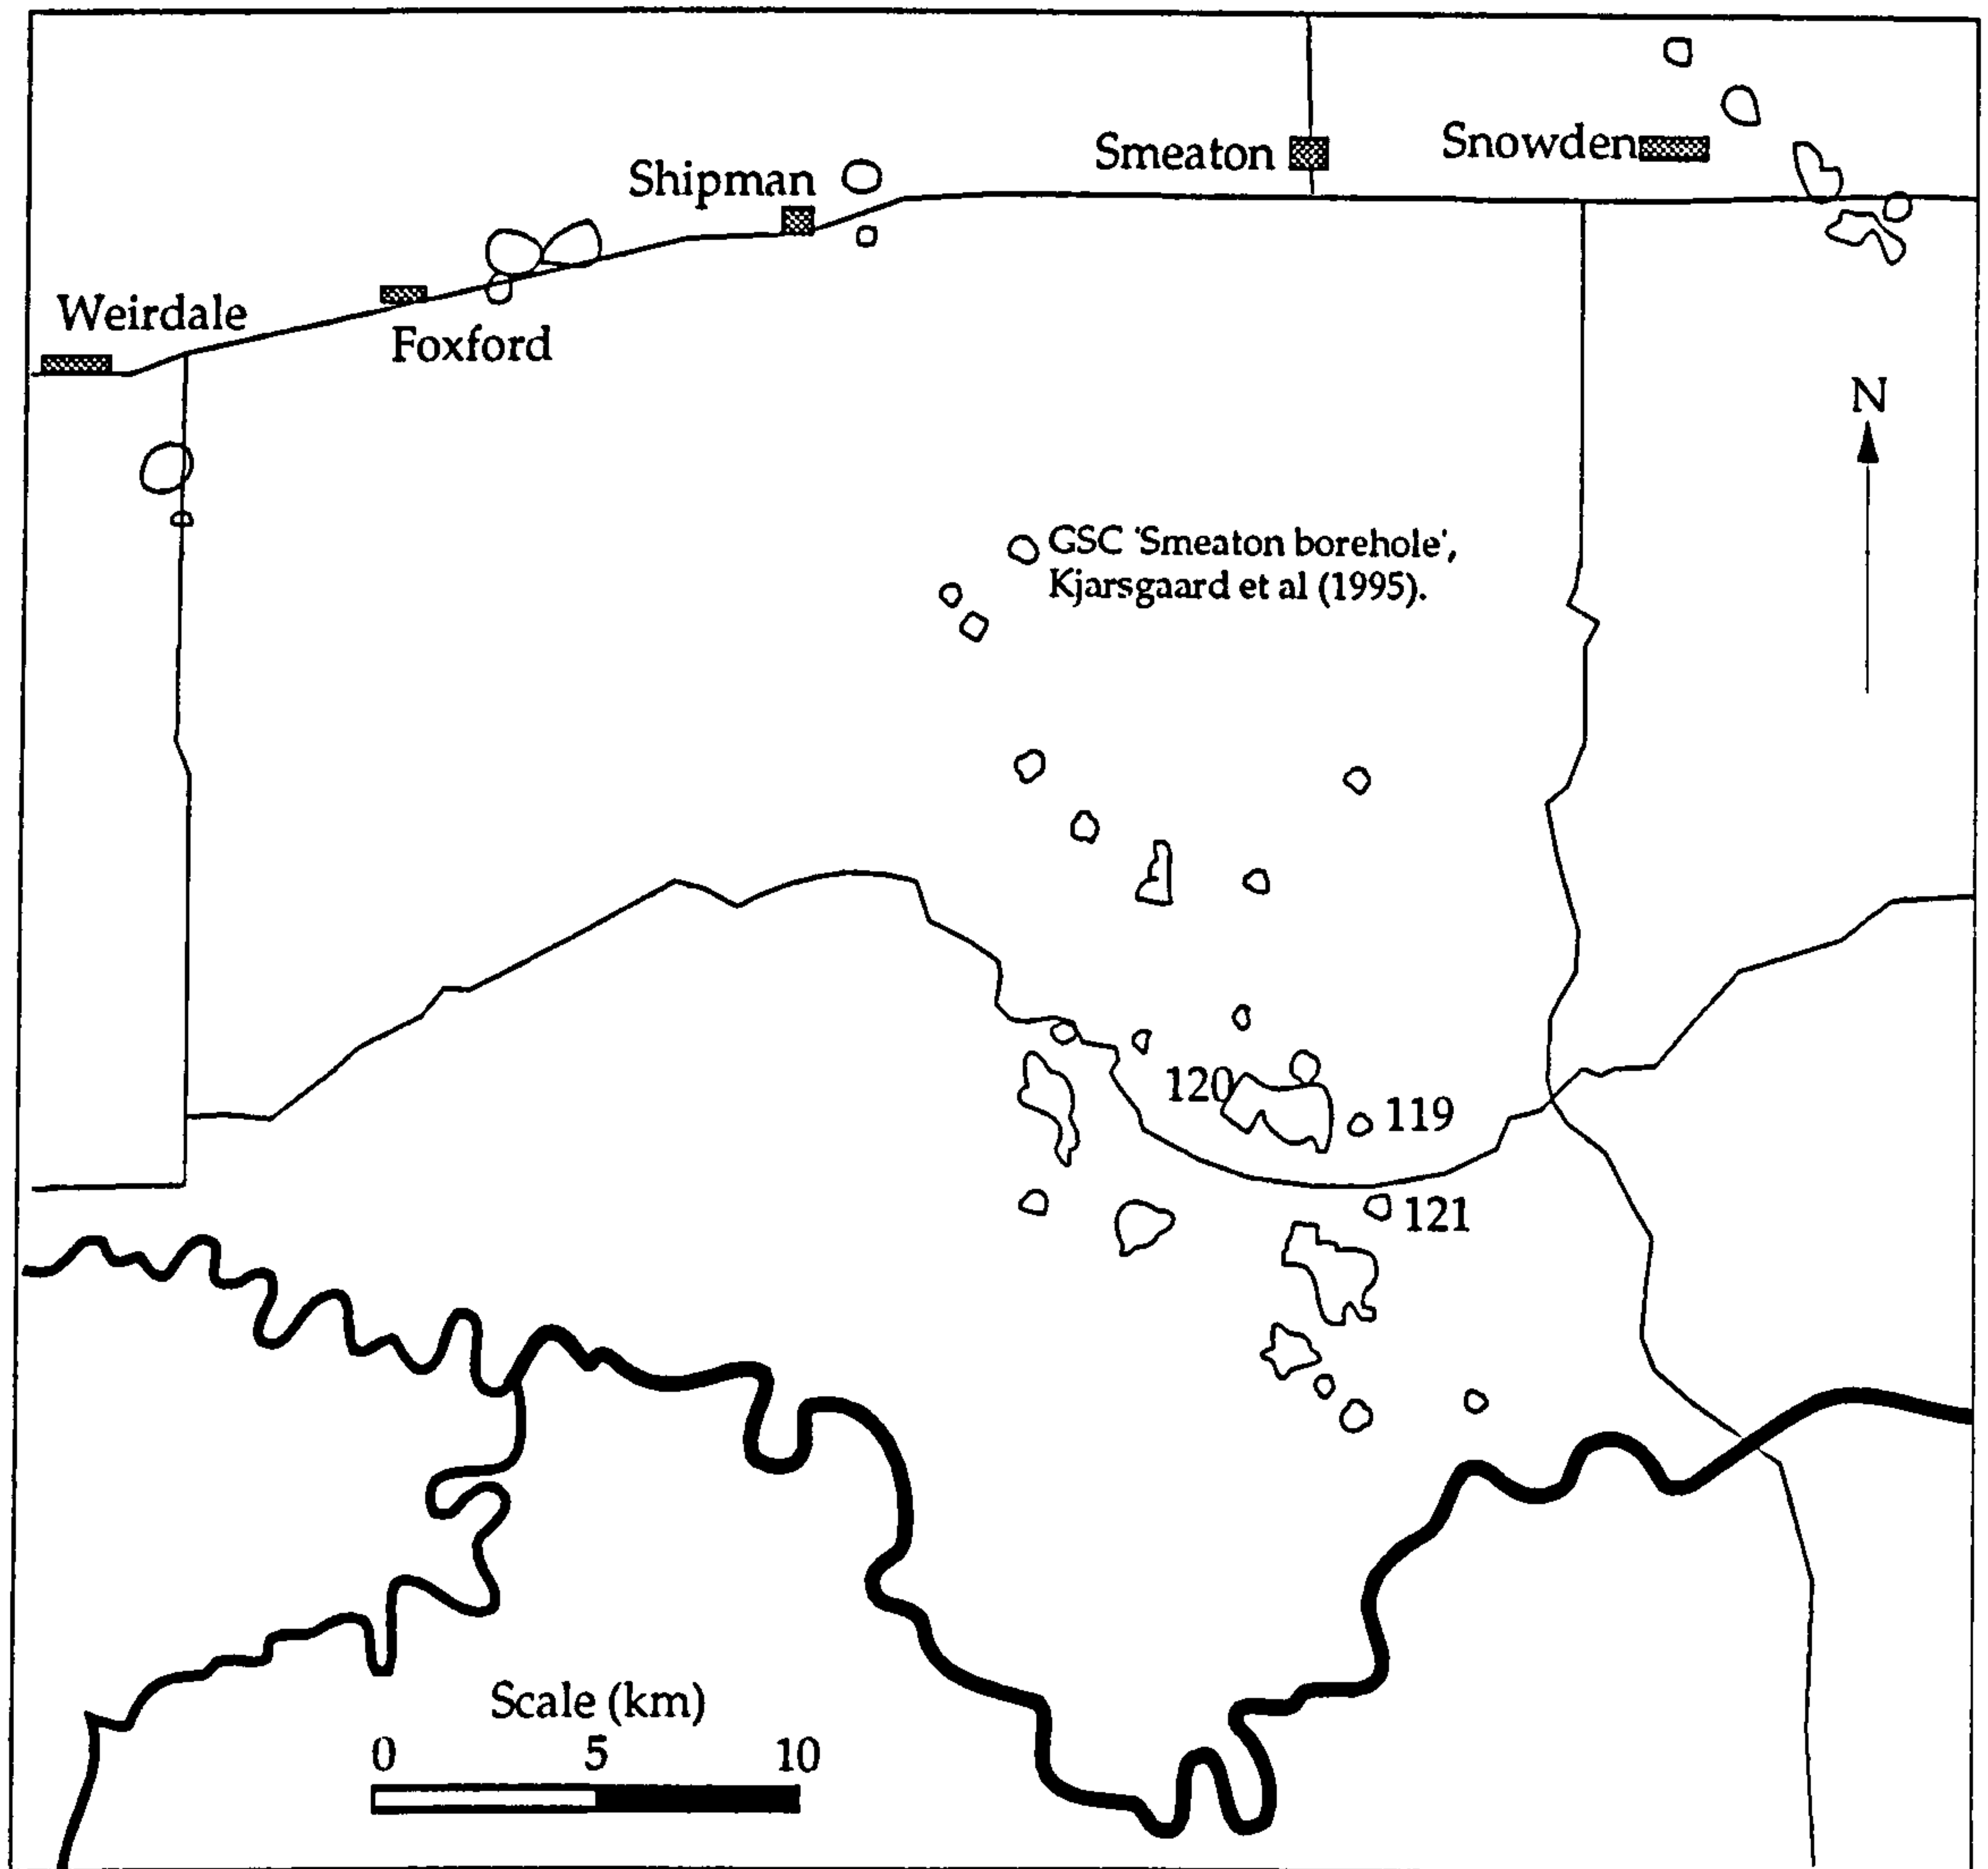 Smeaton
Snowden
Shipman
Weirdale
Foxford
N
GSC 'Smeaton borehole',
Kjarsgaard et al (1995).
120
119
121
Scale (km)
0 5 10